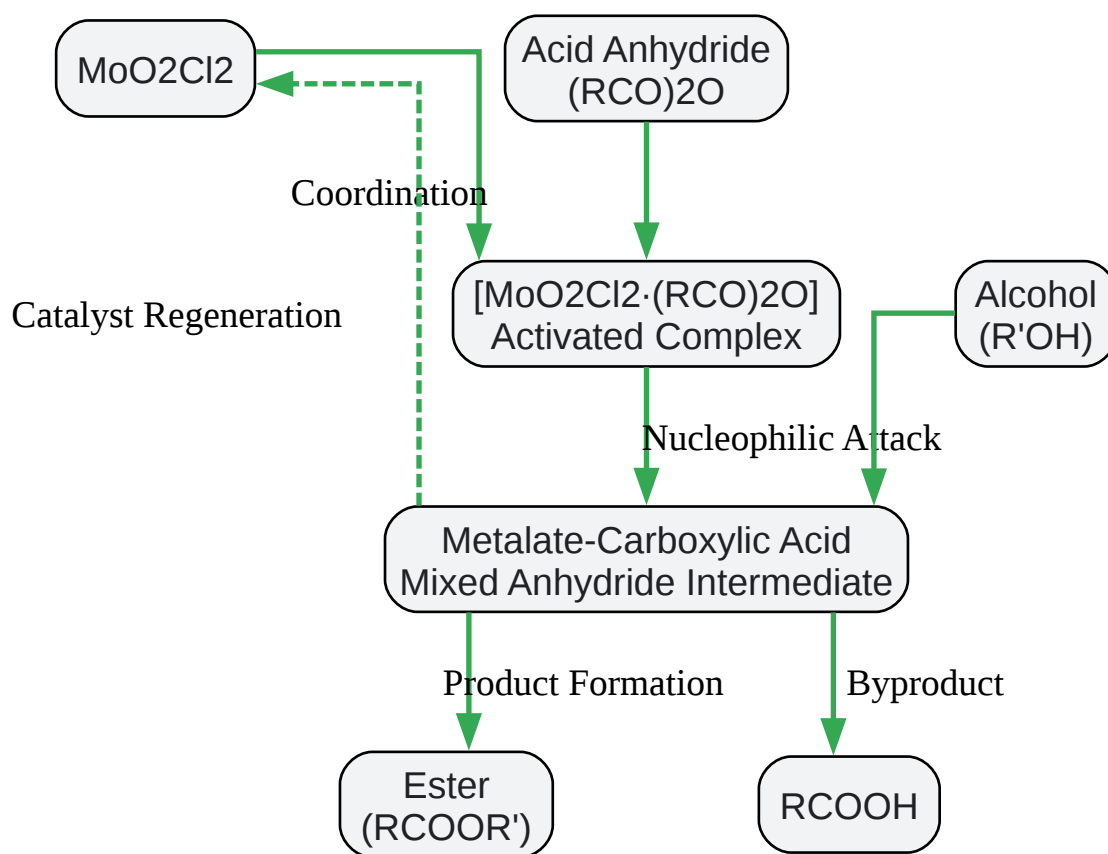 MoO2Cl2
Acid Anhydride
(RCO)2O
Coordination
[MoO2Cl2·(RCO)2O]
Activated Complex
Alcohol
(R'OH)
Catalyst Regeneration
Nucleophilic Attack
Metalate-Carboxylic Acid
Mixed Anhydride Intermediate
Product Formation
Byproduct
Ester
(RCOOR')
RCOOH